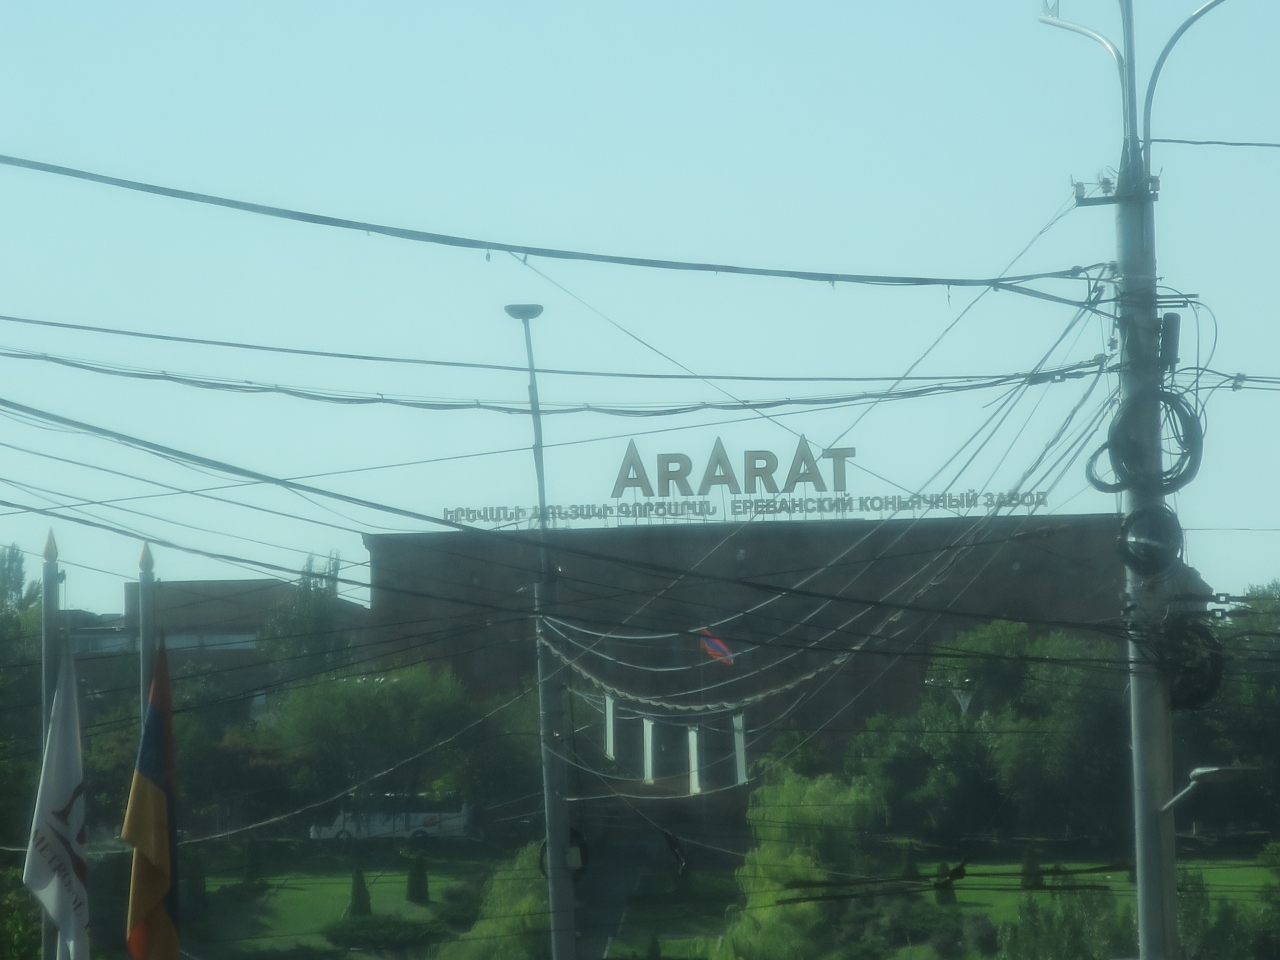 ARARAT
ԵՐԵՎԱՆԻ ԿՈՆՅԱԿԻ ԳՈՐԾԱՐԱՆ ЕРЕВАНСКИЙ КОНЬЯЧНЫЙ ЗАВОД